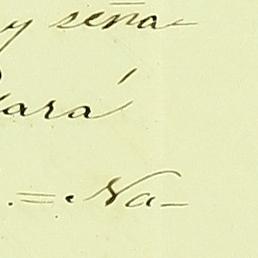 y seña
ará
. = Na-